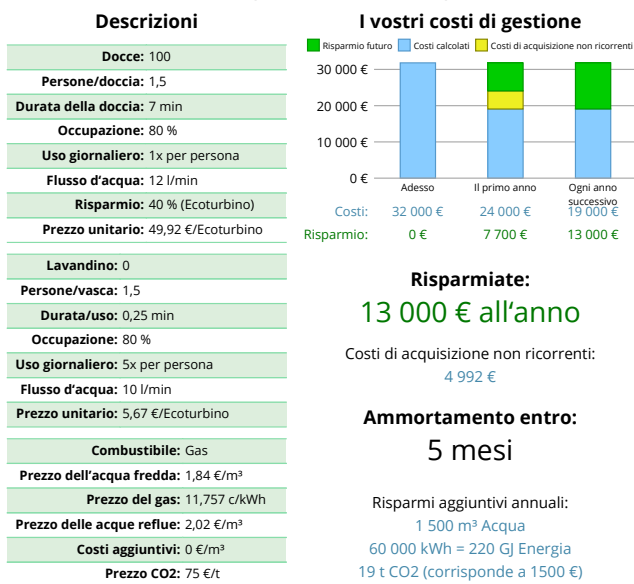 Descrizioni
Docce: 100
Persone/doccia: 1,5
Durata della doccia: 7 min
Occupazione: 80 %
Uso giornaliero: 1x per persona
Flusso d‘acqua: 12 l/min
Risparmio: 40 % (Ecoturbino)
Prezzo unitario: 49,92 €/Ecoturbino
Lavandino: 0
Persone/vasca: 1,5
Durata/uso: 0,25 min
Occupazione: 80 %
Uso giornaliero: 5x per persona
Flusso d‘acqua: 10 l/min
Prezzo unitario: 5,67 €/Ecoturbino
Combustibile: Gas
Prezzo dell‘acqua fredda: 1,84 €/m³
Prezzo del gas: 11,757 c/kWh
Prezzo delle acque reflue: 2,02 €/m³
Costi aggiuntivi: 0 €/m³
Prezzo CO2: 75 €/t
I vostri costi di gestione
Risparmio futuro Costi calcolati Costi di acquisizione non ricorrenti
30 000 €
20 000 €
10 000 €
0 €
Adesso Il primo anno Ogni anno
successivo
Costi: 32 000 € 24 000 € 19 000 €
Risparmio: 0 € 7 700 € 13 000 €
Risparmiate:
13 000 € all‘anno
Costi di acquisizione non ricorrenti:
4 992 €
Ammortamento entro:
5 mesi
Risparmi aggiuntivi annuali:
1 500 m³ Acqua
60 000 kWh = 220 GJ Energia
19 t CO2 (corrisponde a 1500 €)